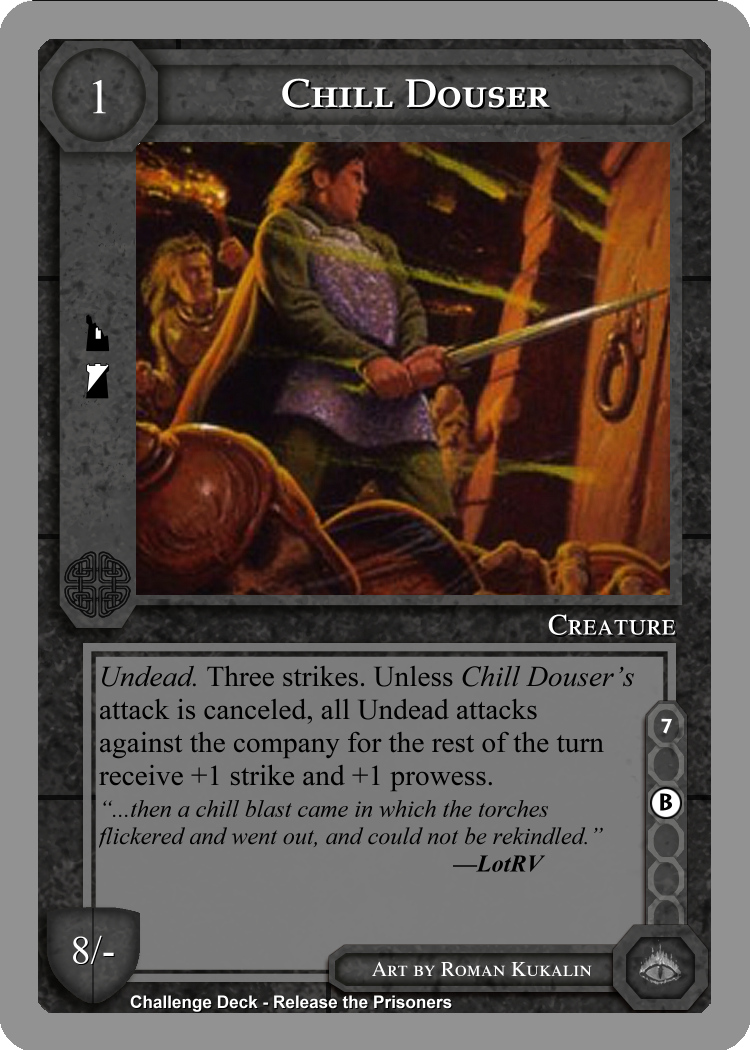 1
CHILL DOUSER
CREATURE
Undead. Three strikes. Unless Chill Douser's
attack is canceled, all Undead attacks
against the company for the rest of the turn
receive +1 strike and +1 prowess.
“...then a chill blast came in which the torches
flickered and went out, and could not be rekindled.”
—LotRV
7
B
8/-
ART BY ROMAN KUKALIN
Challenge Deck - Release the Prisoners